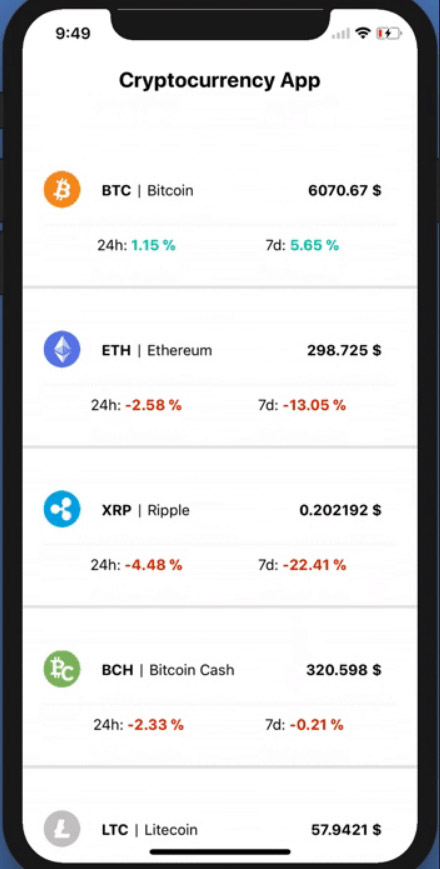 9:49
Cryptocurrency App
BTC | Bitcoin 6070.67 $
24h: 1.15 % 7d: 5.65 %
ETH | Ethereum 298.725 $
24h: -2.58 % 7d: -13.05 %
XRP | Ripple 0.202192 $
24h: -4.48 % 7d: -22.41 %
BCH | Bitcoin Cash 320.598 $
24h: -2.33 % 7d: -0.21 %
LTC | Litecoin 57.9421 $